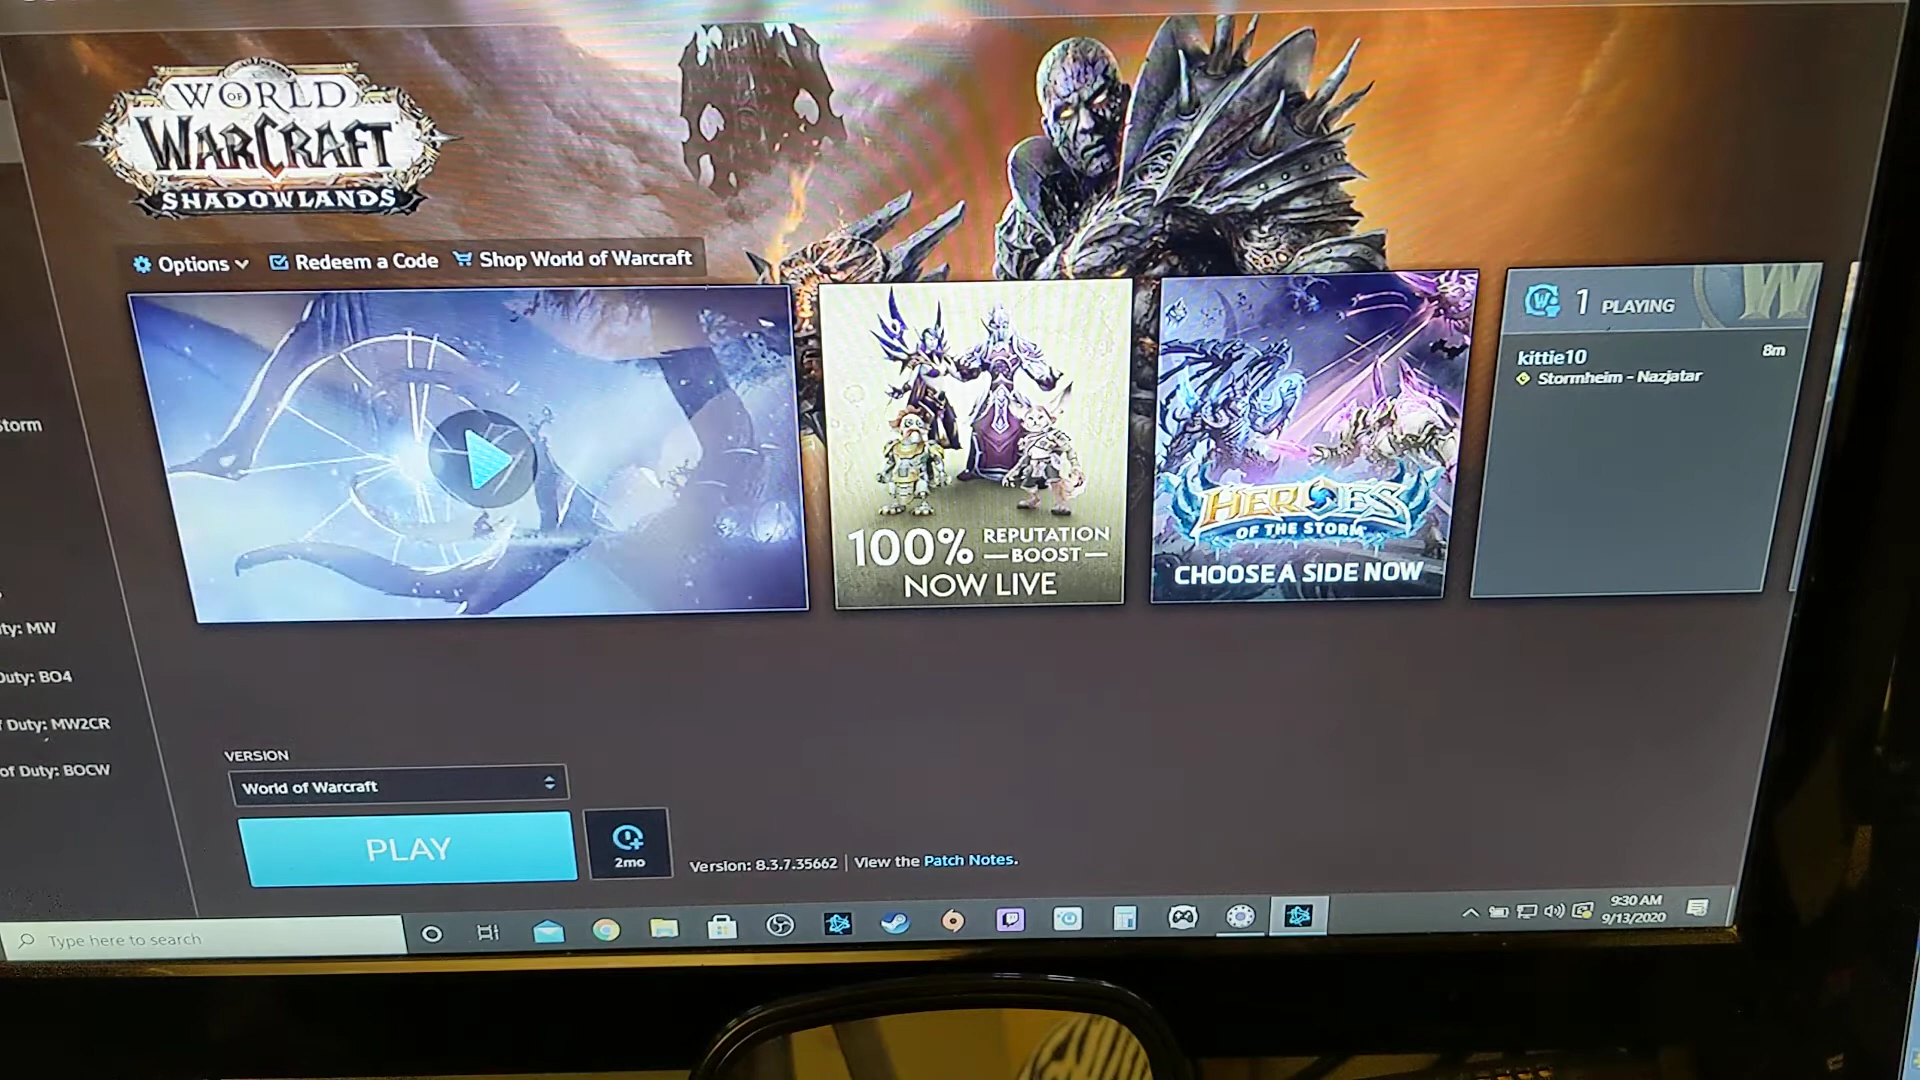 WORLD
OF
WARCRAFT
SHADOWLANDS
Options
Redeem a Code
Shop World of Warcraft
100% REPUTATION
BOOST
NOW LIVE
HEROES
OF THE STORM
CHOOSE A SIDE NOW
1 PLAYING
kittie10
8m
Stormheim - Nazjatar
Storm
uty: MW
Duty: BO4
f Duty: MW2CR
of Duty: BOCW
VERSION
World of Warcraft
PLAY
2mo
Version: 8.3.7.35662 | View the Patch Notes.
Type here to search
9:30 AM
9/13/2020